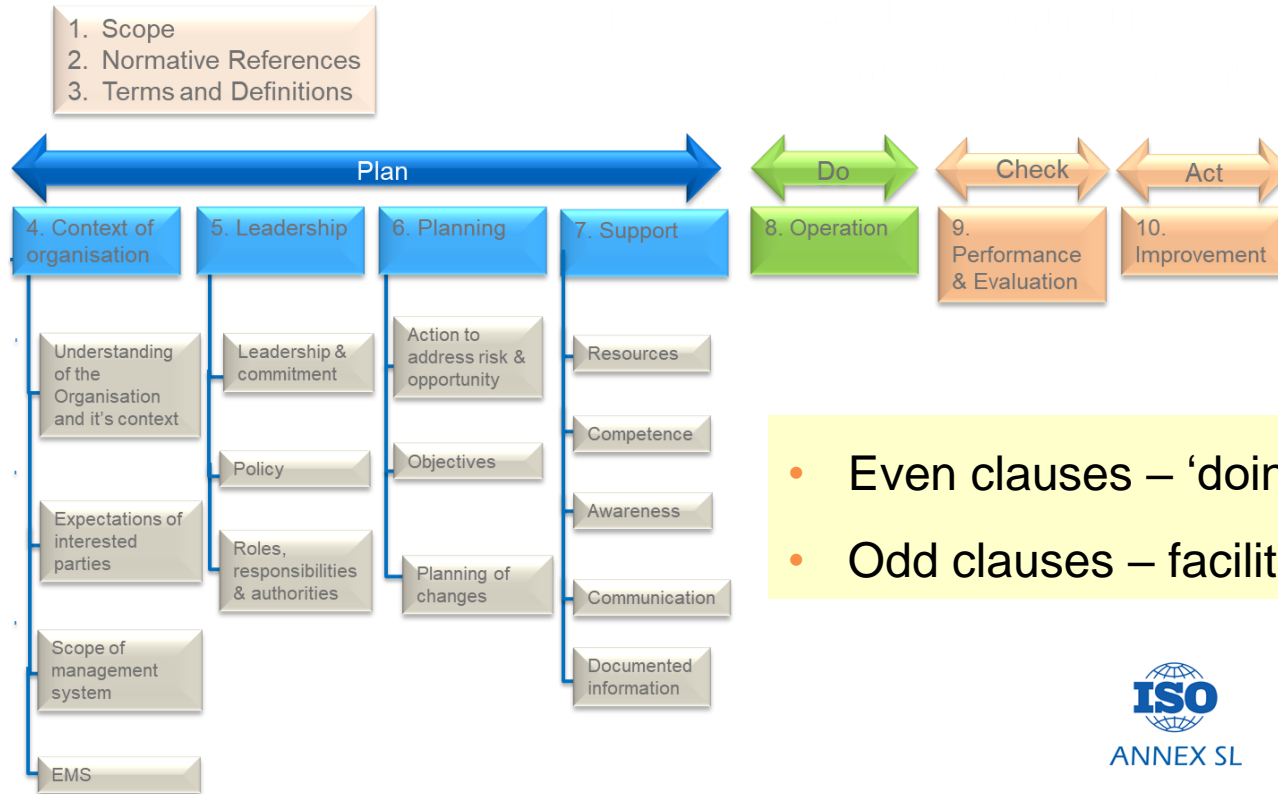 1. Scope
2. Normative References
3. Terms and Definitions
Plan
Do
Check
Act
4. Context of
organisation
5. Leadership
6. Planning
7. Support
8. Operation
9.
Performance
& Evaluation
10.
Improvement
Understanding
of the
Organisation
and it's context
Expectations of
interested
parties
Scope of
management
system
EMS
Leadership &
commitment
Policy
Roles,
responsibilities
& authorities
Action to
address risk &
opportunity
Objectives
Planning of
changes
Resources
Competence
Awareness
Communication
Documented
information
• Even clauses – ‘doin
• Odd clauses – facilit
ISO
ANNEX SL